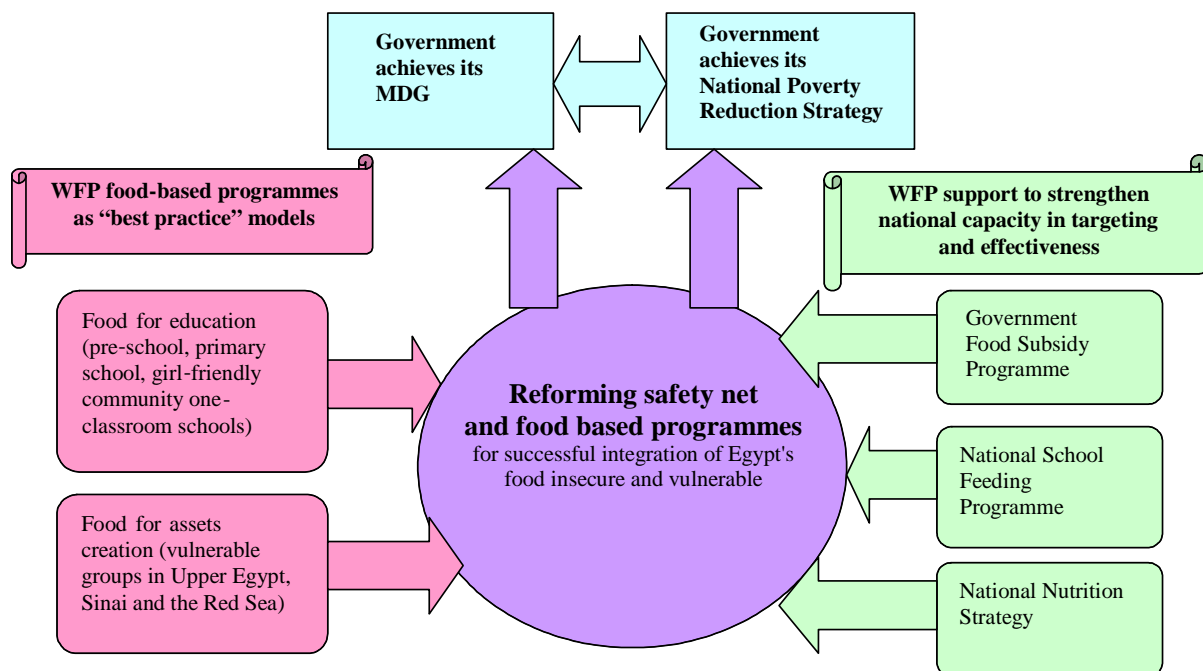 Government
achieves its
MDG
Government
achieves its
National Poverty
Reduction Strategy
WFP food-based programmes
as “best practice” models
WFP support to strengthen
national capacity in targeting
and effectiveness
Food for education
(pre-school, primary
school, girl-friendly
community one-
classroom schools)
Food for assets
creation (vulnerable
groups in Upper Egypt,
Sinai and the Red Sea)
Reforming safety net
and food based programmes
for successful integration of Egypt's
food insecure and vulnerable
Government
Food Subsidy
Programme
National School
Feeding
Programme
National Nutrition
Strategy